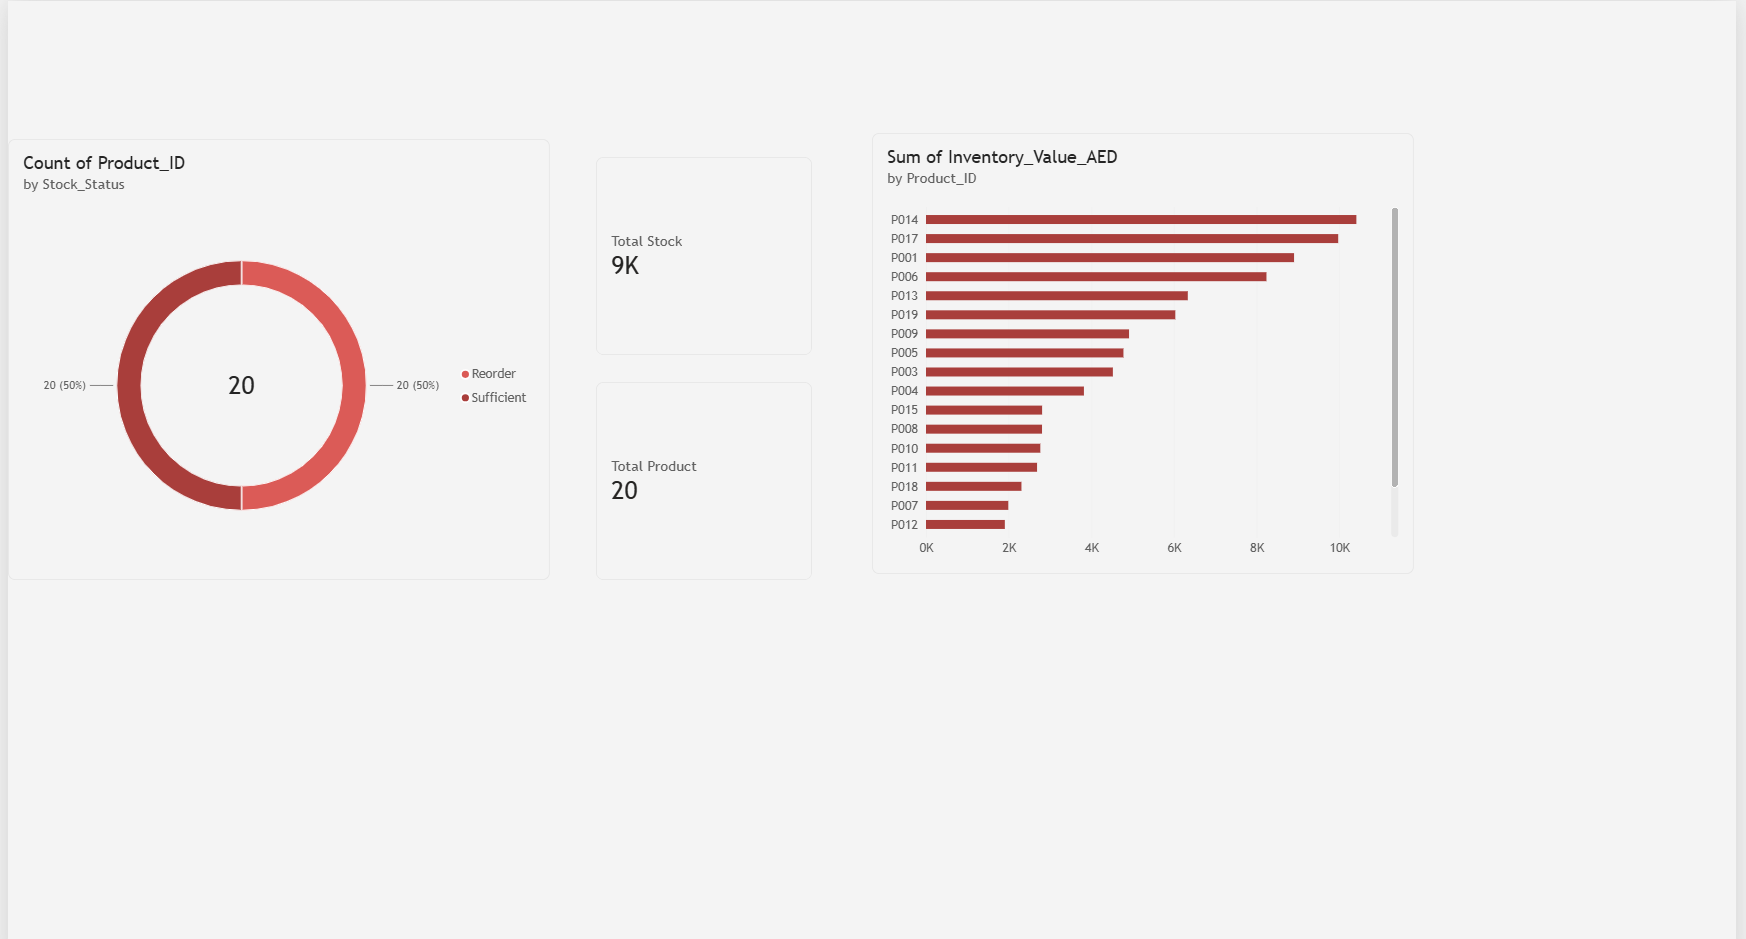 Count of Product_ID
by Stock_Status
20 (50%)
20
20 (50%)
Reorder
Sufficient
Total Stock
9K
Total Product
20
Sum of Inventory_Value_AED
by Product_ID
P014
P017
P001
P006
P013
P019
P009
P005
P003
P004
P015
P008
P010
P011
P018
P007
P012
0K 2K 4K 6K 8K 10K